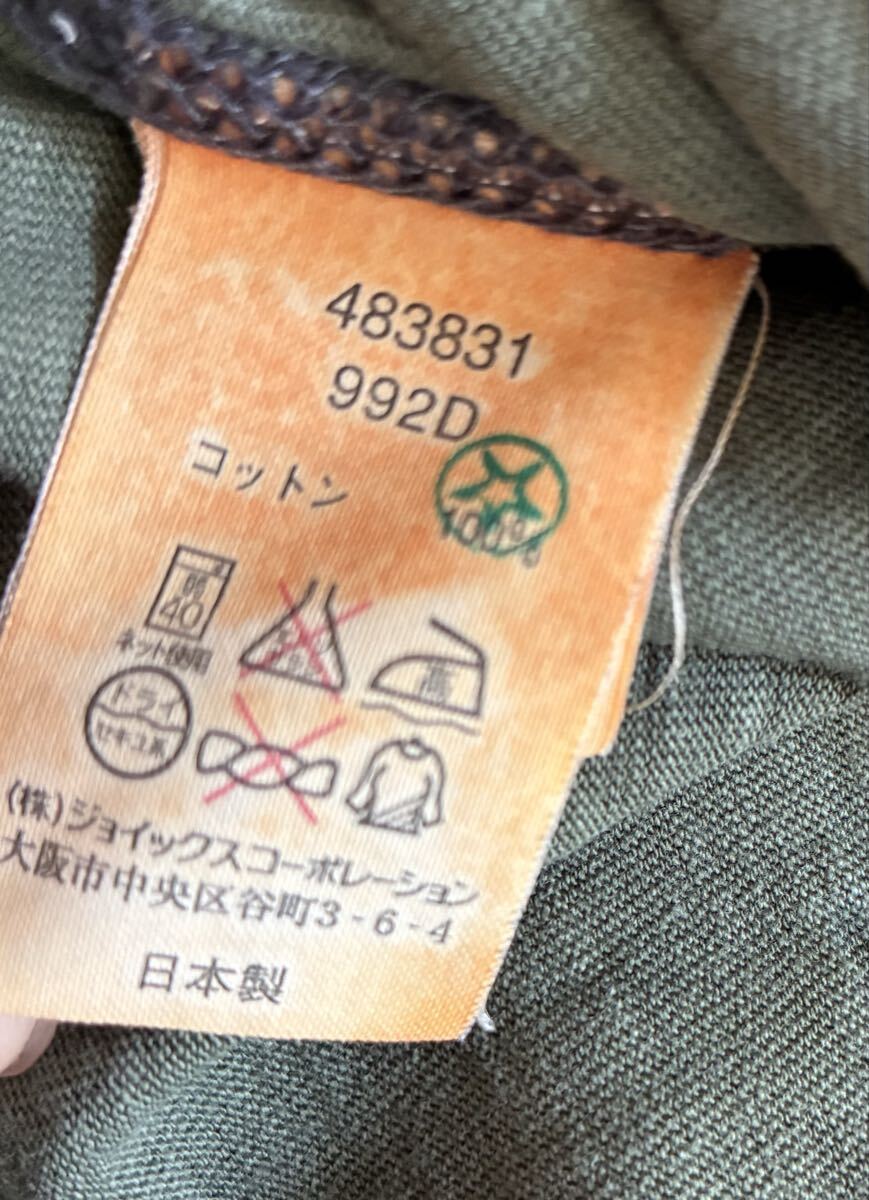 483831
992D
コットン 100%
弱
40
ネット使用
高
ドライ
セキユ系
(株)ジョイックスコーポレーション
大阪市中央区谷町3-6-4
日本製